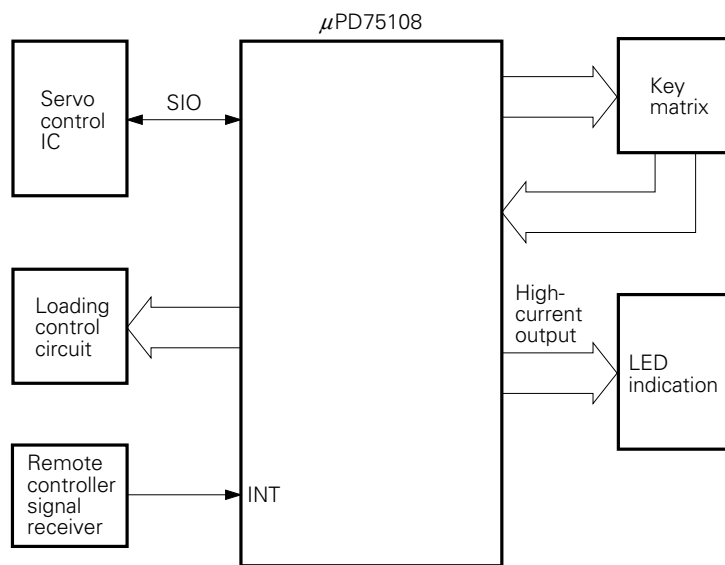 μPD75108
Servo
control
IC
SIO
Key
matrix
Loading
control
circuit
High-
current
output
LED
indication
Remote
controller
signal
receiver
INT